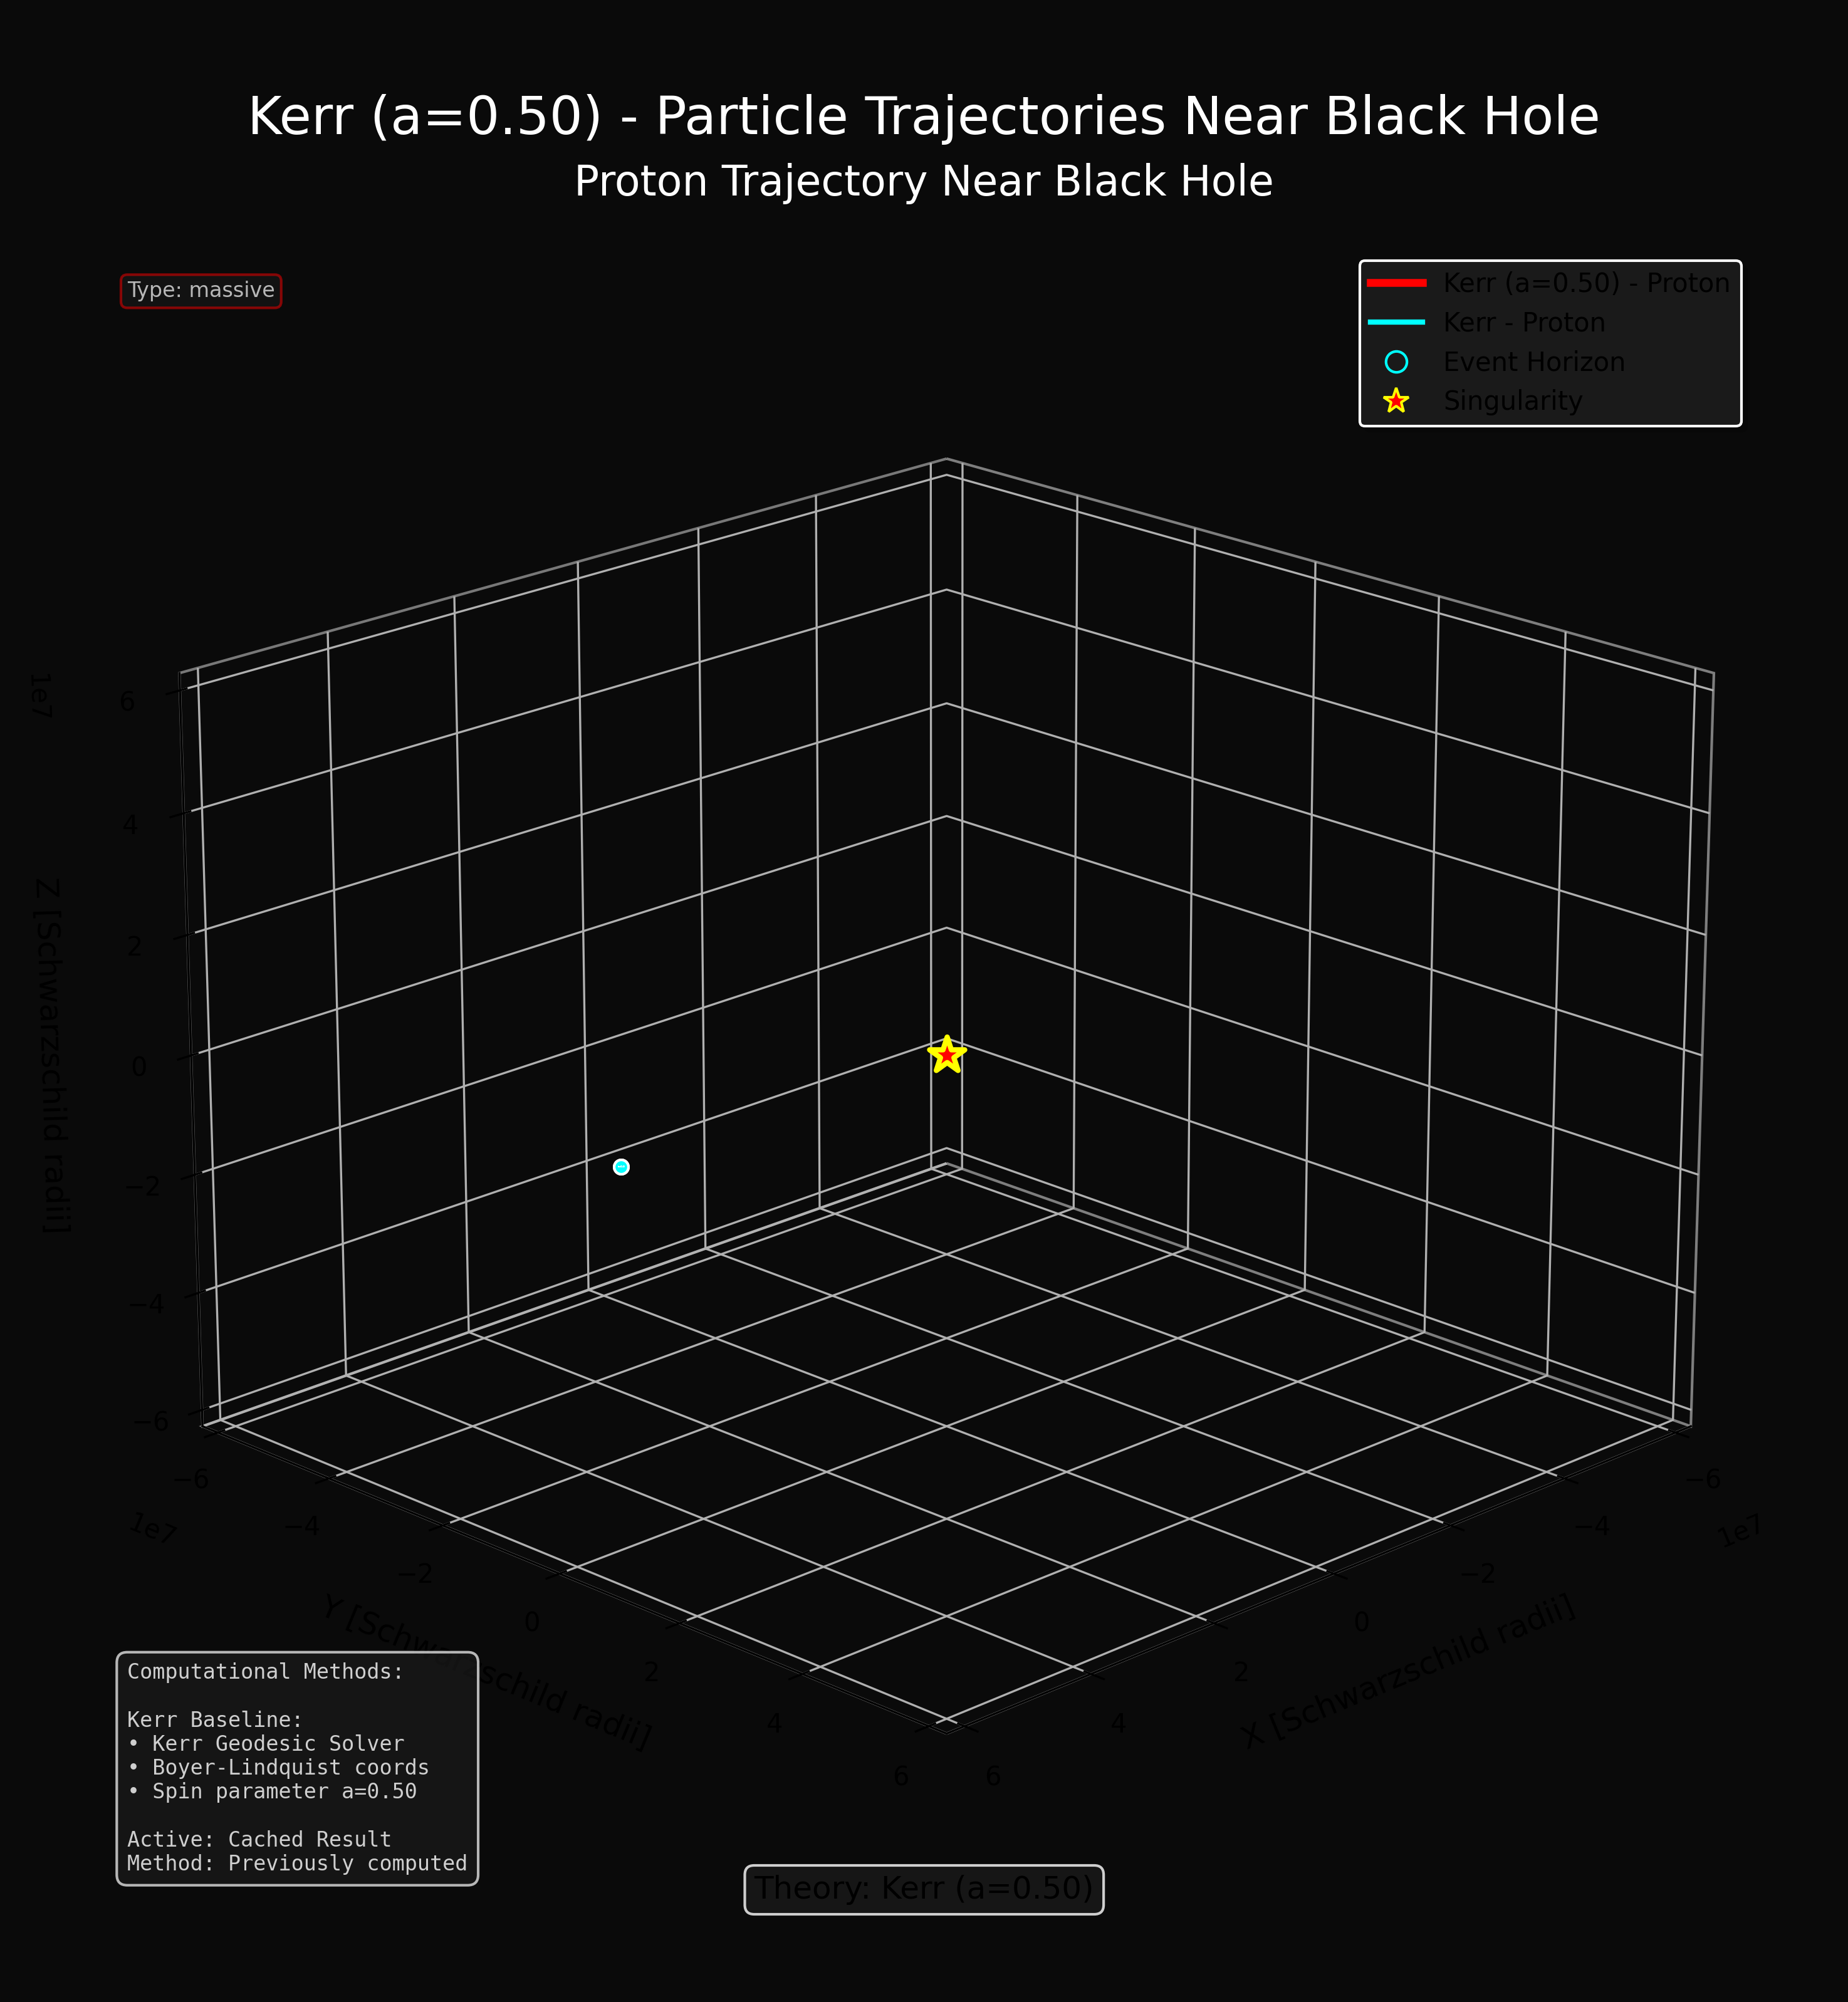 Kerr (a=0.50) - Particle Trajectories Near Black Hole
Proton Trajectory Near Black Hole
Type: massive
Kerr (a=0.50) - Proton
Kerr - Proton
Event Horizon
Singularity
1e7
6
4
2
0
−2
−4
−6
Z [Schwarzschild radii]
−6
−4
−2
0
2
4
6
1e7
Y [Schwarzschild radii]
−6
−4
−2
0
2
4
6
1e7
X [Schwarzschild radii]
Computational Methods:
Kerr Baseline:
• Kerr Geodesic Solver
• Boyer-Lindquist coords
• Spin parameter a=0.50
Active: Cached Result
Method: Previously computed
Theory: Kerr (a=0.50)